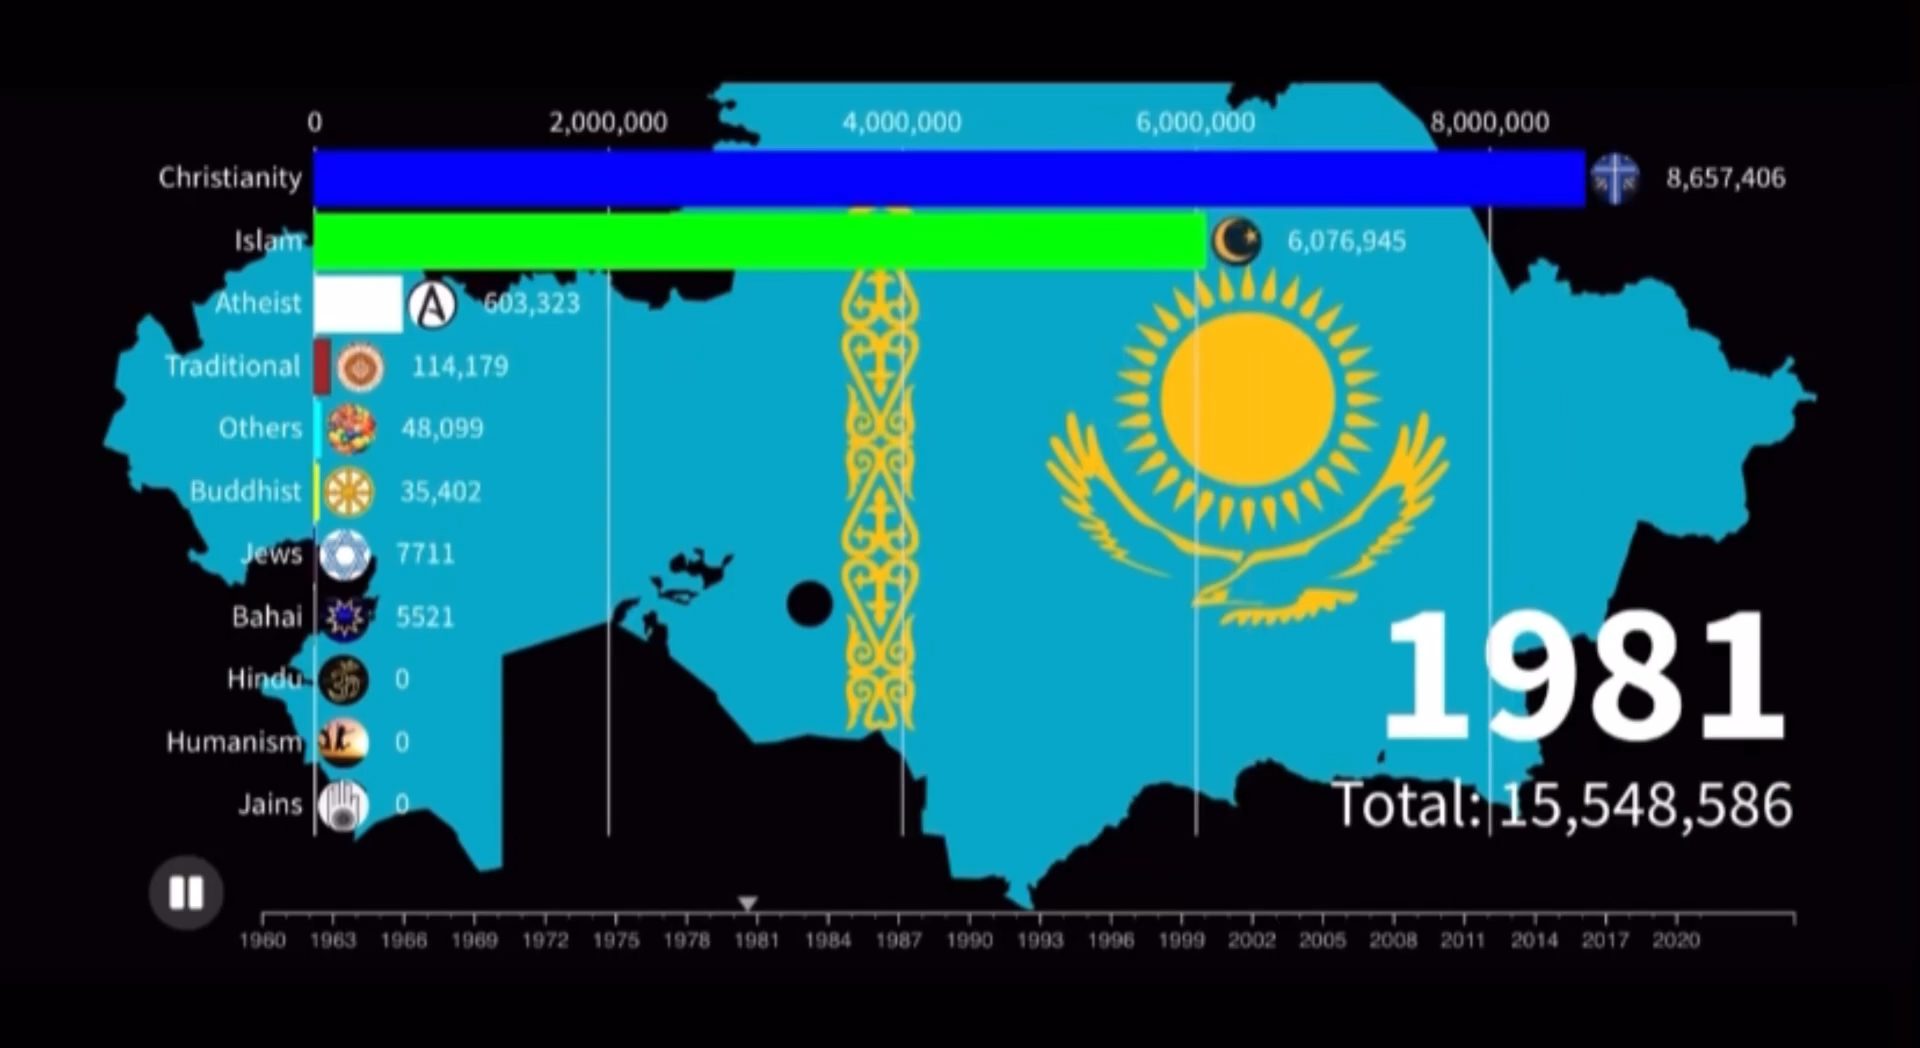 0 2,000,000 4,000,000 6,000,000 8,000,000
Christianity 8,657,406
Islam 6,076,945
Atheist A 603,323
Traditional 114,179
Others 48,099
Buddhist 35,402
Jews 7711
Bahai 5521
Hindu ॐ 0
Humanism 0
Jains 0
1981
Total: 15,548,586
1960 1963 1966 1969 1972 1975 1978 1981 1984 1987 1990 1993 1996 1999 2002 2005 2008 2011 2014 2017 2020